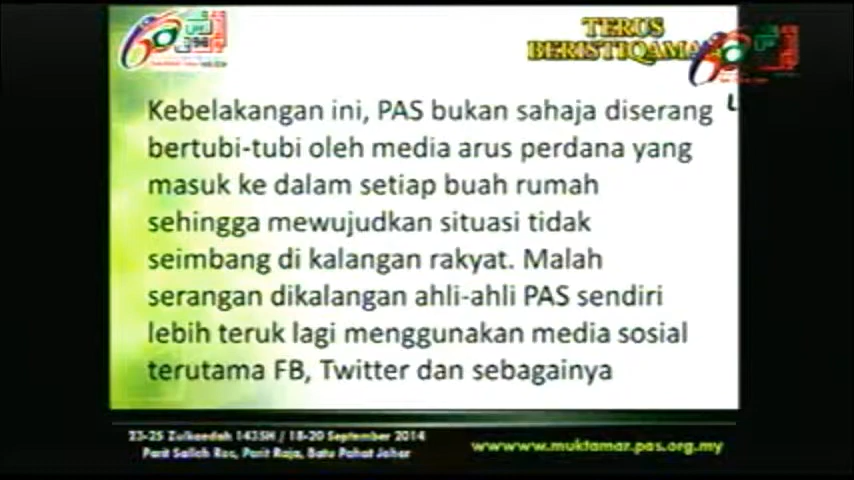 TERUS
Kebelakangan ini, PAS bukan sahaja diserang
bertubi-tubi oleh media arus perdana yang
masuk ke dalam setiap buah rumah
sehingga mewujudkan situasi tidak
seimbang di kalangan rakyat. Malah
serangan dikalangan ahli-ahli PAS sendiri
lebih teruk lagi menggunakan media sosial
terutama FB, Twitter dan sebagainya
23-25 Zulkaedah 1435H / 18-20 September 2014
Parit Salleh Ros, Parit Raja, Batu Pahat Johor
www.muktamar.pas.org.my